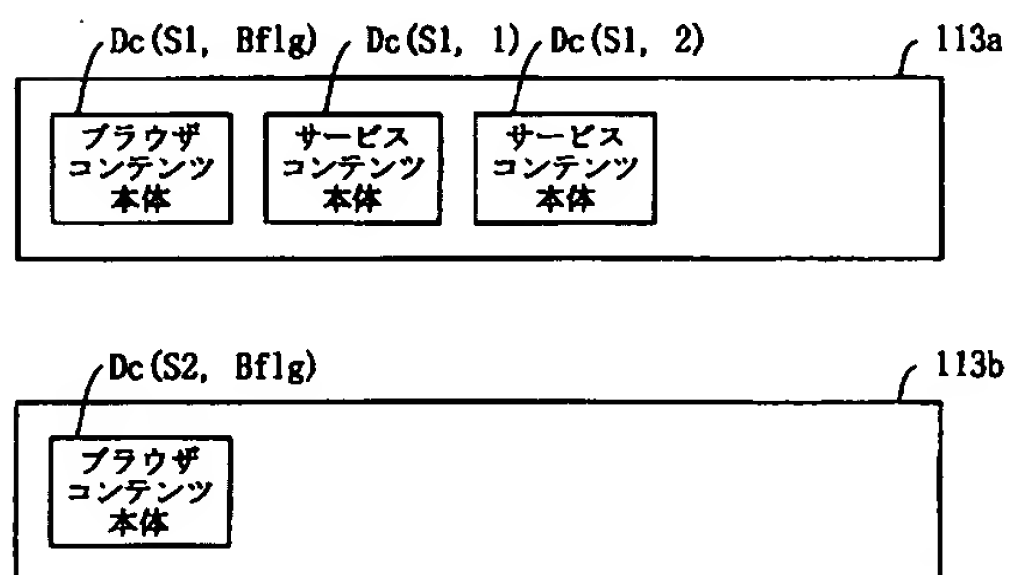 Dc(S1, Bflg) Dc(S1, 1) Dc(S1, 2) 113a
ブラウザ サービス サービス
コンテンツ コンテンツ コンテンツ
本体 本体 本体
Dc(S2, Bflg) 113b
ブラウザ
コンテンツ
本体